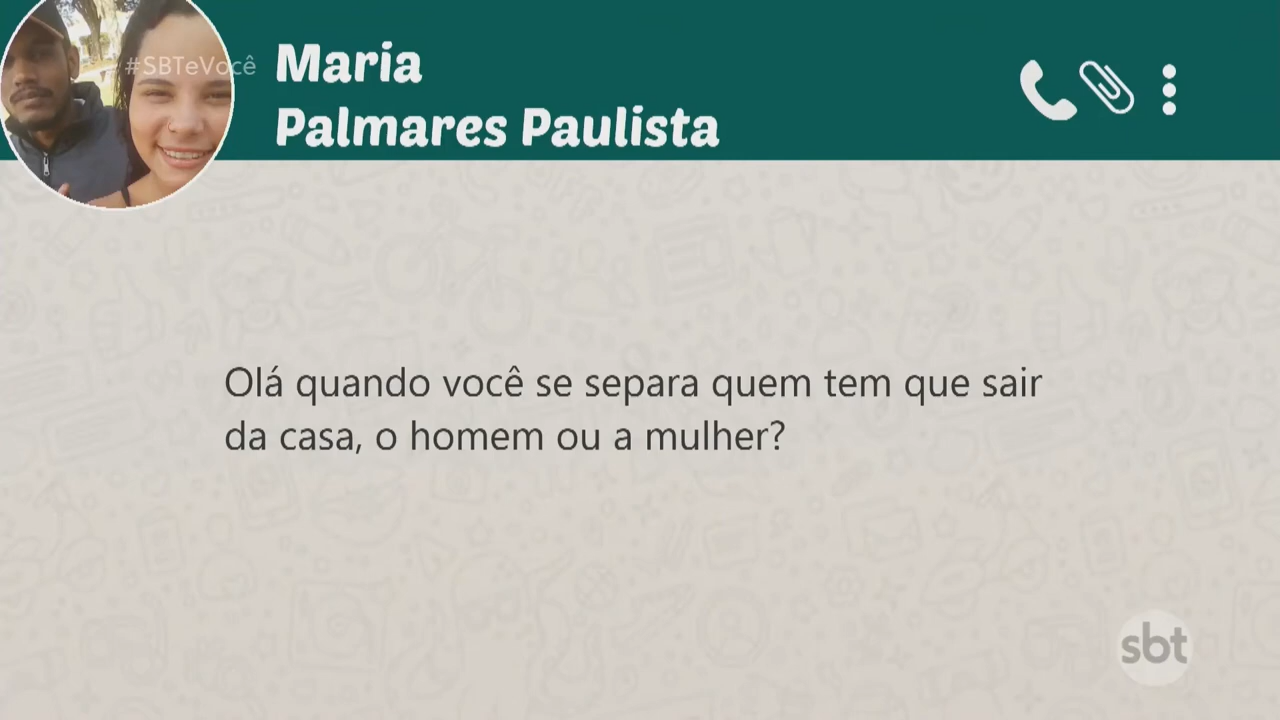 #SBTeVocê
Maria
Palmares Paulista
Olá quando você se separa quem tem que sair
da casa, o homem ou a mulher?
sbt